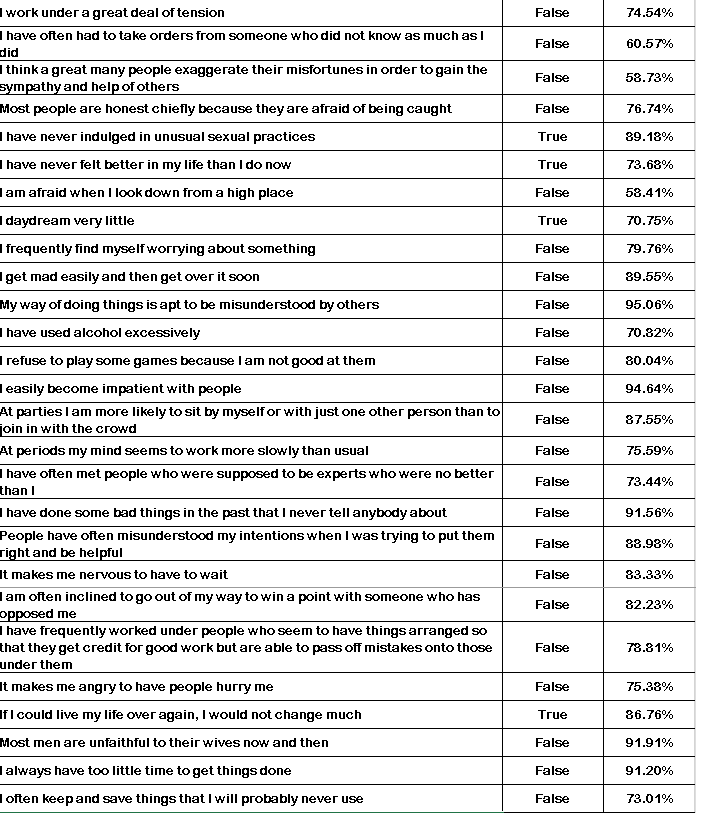 I work under a great deal of tension False 74.54%
I have often had to take orders from someone who did not know as much as I
did False 60.57%
I think a great many people exaggerate their misfortunes in order to gain the
sympathy and help of others False 58.73%
Most people are honest chiefly because they are afraid of being caught False 76.74%
I have never indulged in unusual sexual practices True 89.18%
I have never felt better in my life than I do now True 73.68%
I am afraid when I look down from a high place False 58.41%
I daydream very little True 70.75%
I frequently find myself worrying about something False 79.76%
I get mad easily and then get over it soon False 89.55%
My way of doing things is apt to be misunderstood by others False 95.06%
I have used alcohol excessively False 70.82%
I refuse to play some games because I am not good at them False 80.04%
I easily become impatient with people False 94.64%
At parties I am more likely to sit by myself or with just one other person than to
join in with the crowd False 87.55%
At periods my mind seems to work more slowly than usual False 75.59%
I have often met people who were supposed to be experts who were no better
than I False 73.44%
I have done some bad things in the past that I never tell anybody about False 91.56%
People have often misunderstood my intentions when I was trying to put them
right and be helpful False 88.98%
It makes me nervous to have to wait False 83.33%
I am often inclined to go out of my way to win a point with someone who has
opposed me False 82.23%
I have frequently worked under people who seem to have things arranged so
that they get credit for good work but are able to pass off mistakes onto those
under them False 78.81%
It makes me angry to have people hurry me False 75.38%
If I could live my life over again, I would not change much True 86.76%
Most men are unfaithful to their wives now and then False 91.91%
I always have too little time to get things done False 91.20%
I often keep and save things that I will probably never use False 73.01%